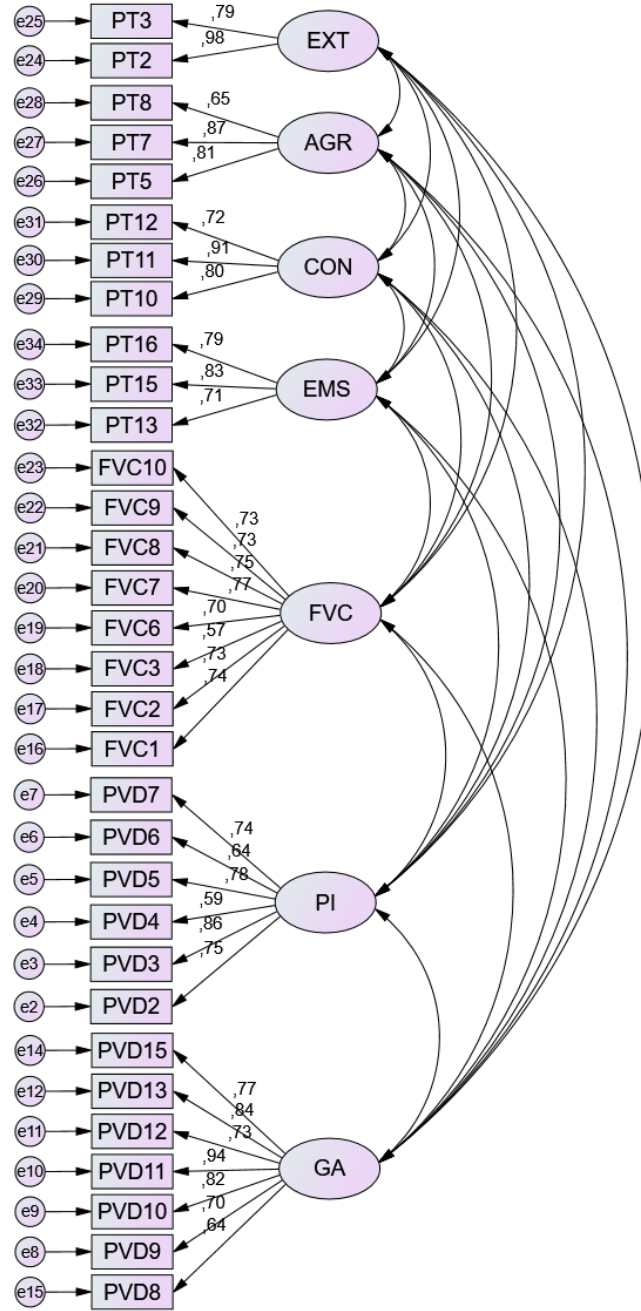 e25 PT3 ,79 EXT
e24 PT2 ,98
e28 PT8 ,65
e27 PT7 ,87 AGR
e26 PT5 ,81
e31 PT12 ,72
e30 PT11 ,91 CON
e29 PT10 ,80
e34 PT16 ,79
e33 PT15 ,83 EMS
e32 PT13 ,71
e23 FVC10
e22 FVC9 ,73
e21 FVC8 ,73
,75
e20 FVC7 ,77
e19 FVC6 ,70 FVC
,57
e18 FVC3 ,73
e17 FVC2 ,74
e16 FVC1
e7 PVD7
e6 PVD6 ,74
,64
e5 PVD5 ,78
e4 PVD4 ,59 PI
e3 PVD3 ,86
,75
e2 PVD2
e14 PVD15
e12 PVD13 ,77
,84
e11 PVD12 ,73
e10 PVD11 ,94 GA
e9 PVD10 ,82
,70
e8 PVD9 ,64
e15 PVD8